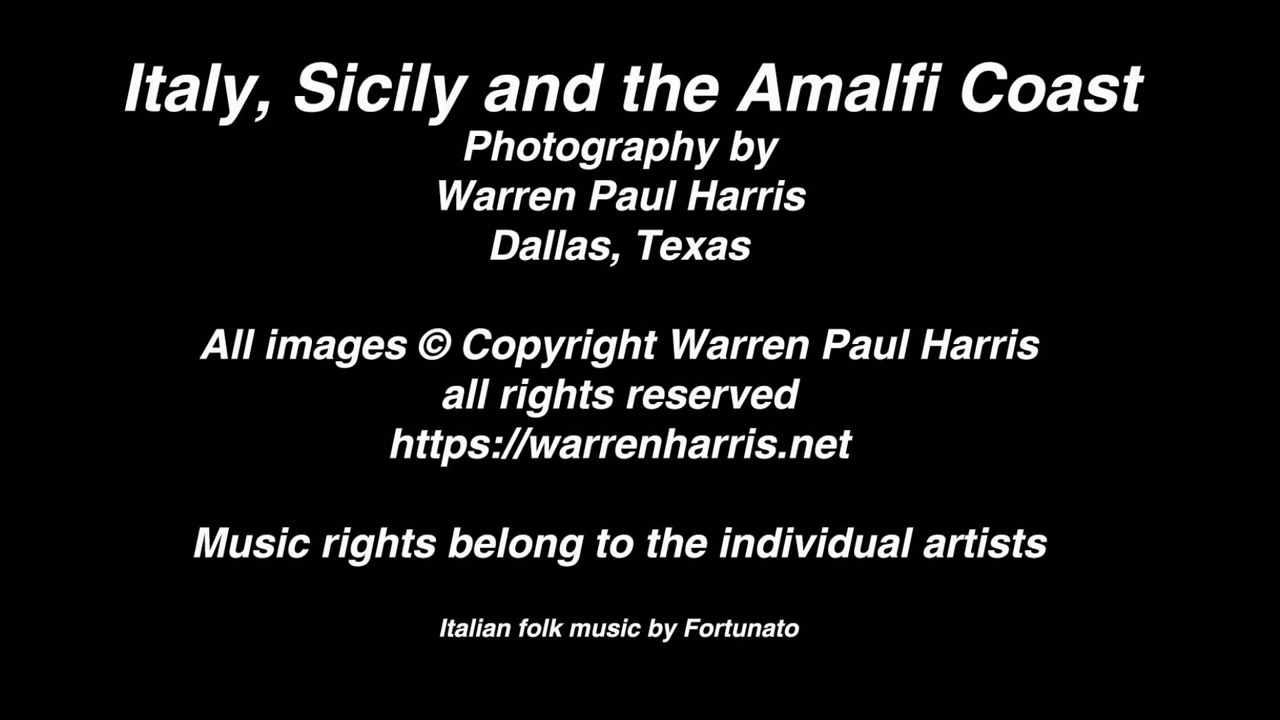 Italy, Sicily and the Amalfi Coast
Photography by
Warren Paul Harris
Dallas, Texas
All images © Copyright Warren Paul Harris
all rights reserved
https://warrenharris.net
Music rights belong to the individual artists
Italian folk music by Fortunato